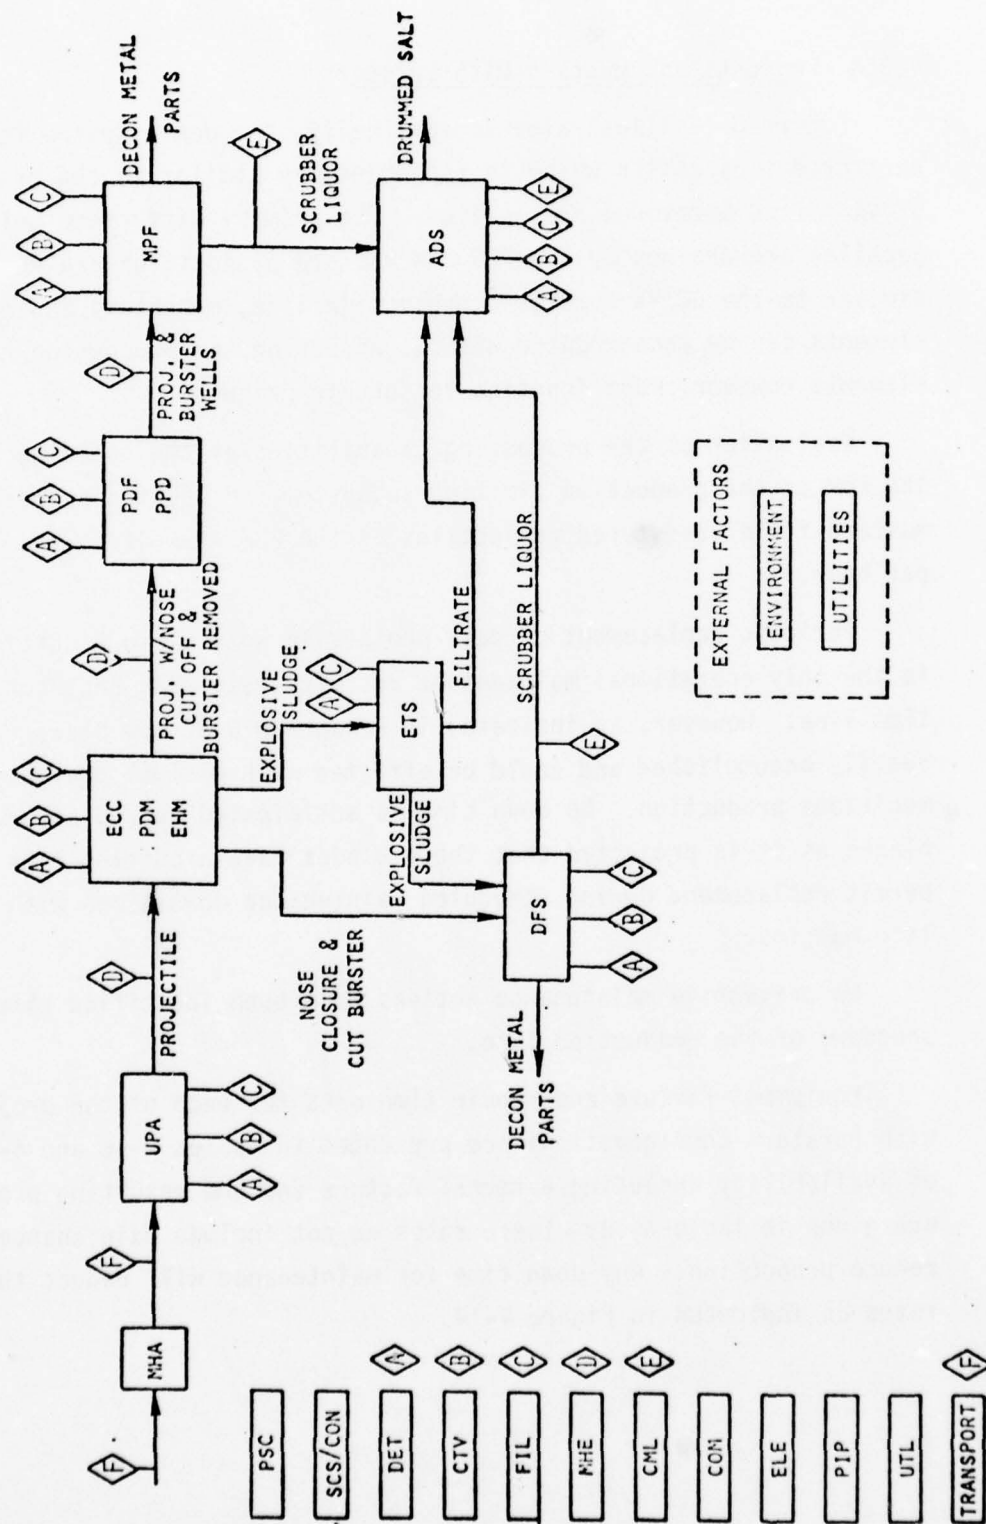 F
MHA
F
UPA
A
B
C
PROJECTILE
D
A
B
C
ECC
PDM
EHM
D
PROJ. W/NOSE
CUT OFF &
BURSTER REMOVED
A
B
C
PDF
PPD
D
PROJ. &
BURSTER
WELLS
A
B
C
MPF
DECON METAL
PARTS
E
SCRUBBER
LIQUOR
NOSE
CLOSURE &
CUT BURSTER
EXPLOSIVE
SLUDGE
A
C
ETS
EXPLOSIVE
SLUDGE
FILTRATE
ADS
DRUMMED SALT
A
B
C
E
DECON METAL
PARTS
DFS
A
B
C
SCRUBBER LIQUOR
E
PSC
SCS/CON
DET A
CTV B
FIL C
MHE D
CML E
COM
ELE
PIP
UTL
TRANSPORT F
EXTERNAL FACTORS
ENVIRONMENT
UTILITIES